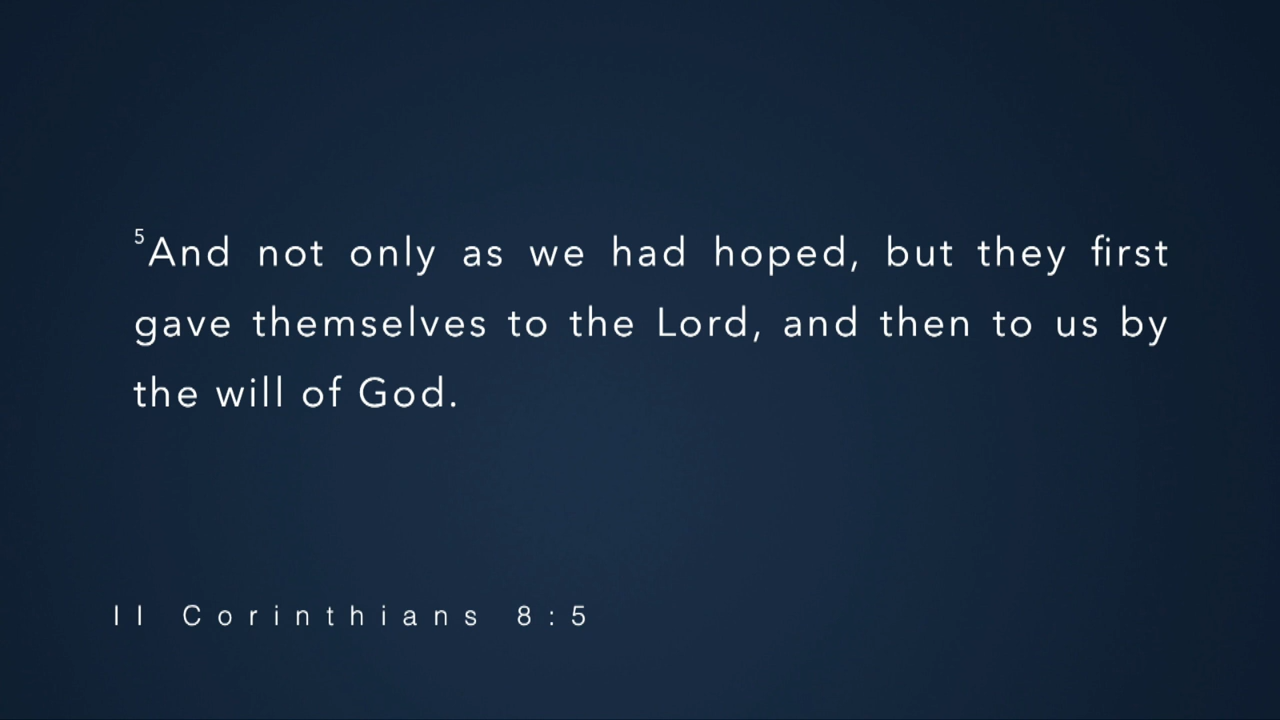 ⁵And not only as we had hoped, but they first
gave themselves to the Lord, and then to us by
the will of God.
II Corinthians 8:5